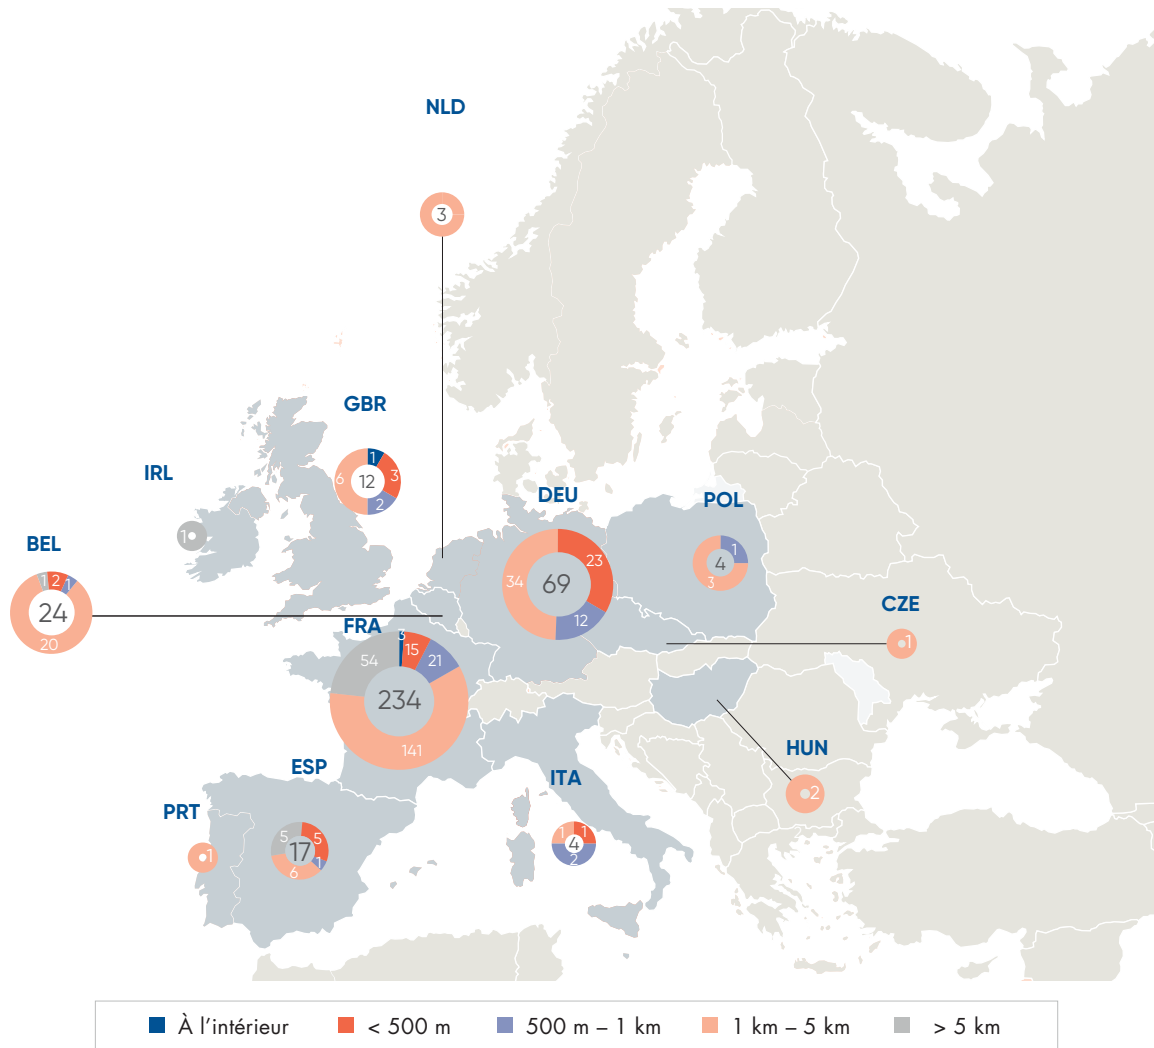 NLD
3
GBR
1
3
2
6
12
IRL
1
DEU
23
12
34
69
POL
1
3
4
BEL
1
2
1
20
24
CZE
1
FRA
3
15
21
141
54
234
HUN
2
ESP
5
1
6
5
17
ITA
1
1
2
4
PRT
1
À l’intérieur
< 500 m
500 m – 1 km
1 km – 5 km
> 5 km